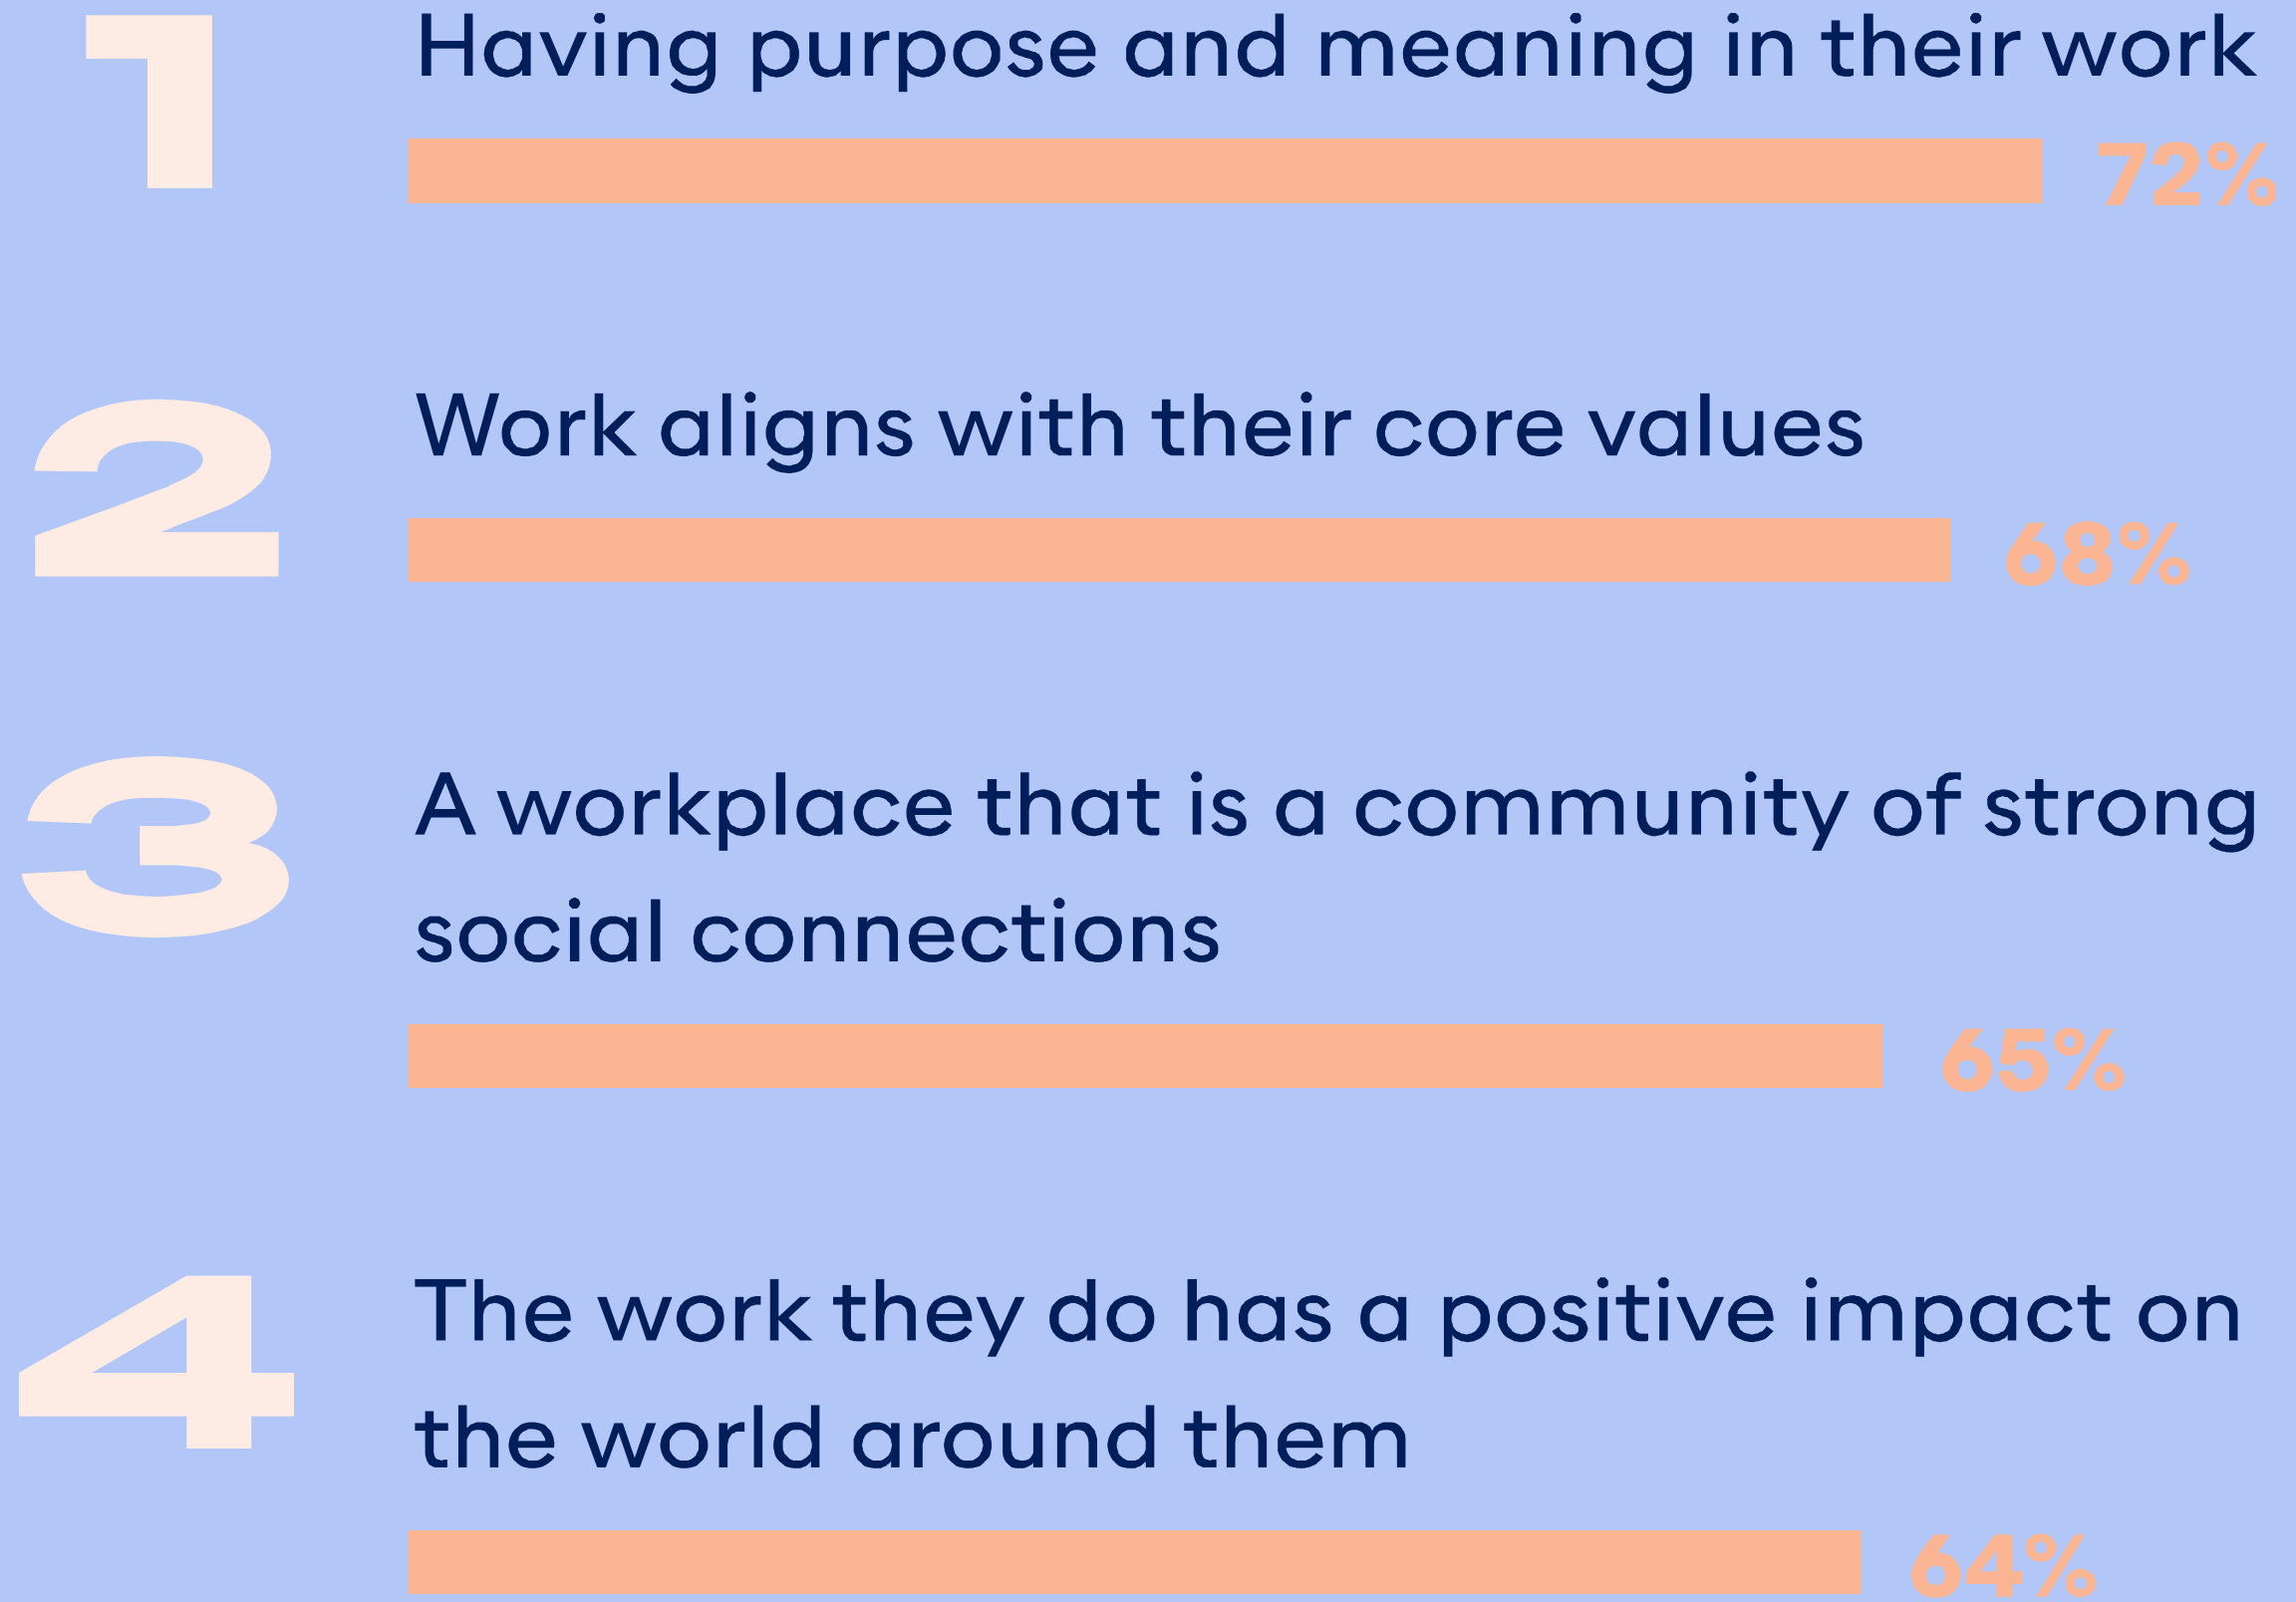 1
Having purpose and meaning in their work
72%
2
Work aligns with their core values
68%
3
A workplace that is a community of strong
social connections
65%
4
The work they do has a positive impact on
the world around them
64%